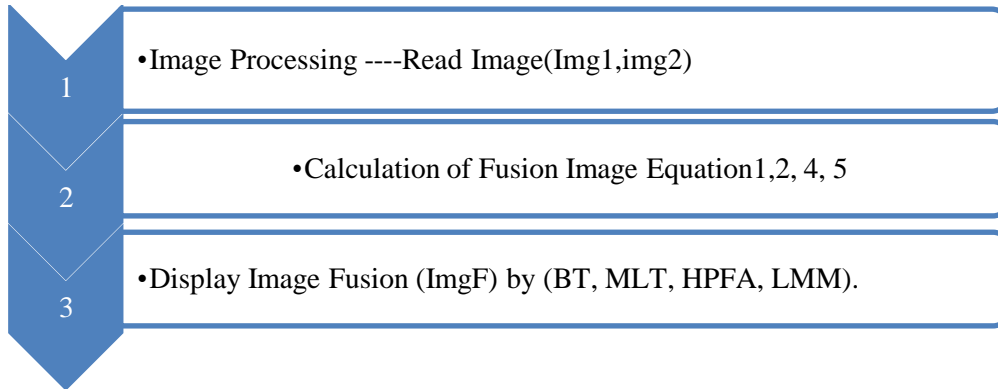 1
•Image Processing ----Read Image(Img1,img2)
2
•Calculation of Fusion Image Equation1,2, 4, 5
3
•Display Image Fusion (ImgF) by (BT, MLT, HPFA, LMM).